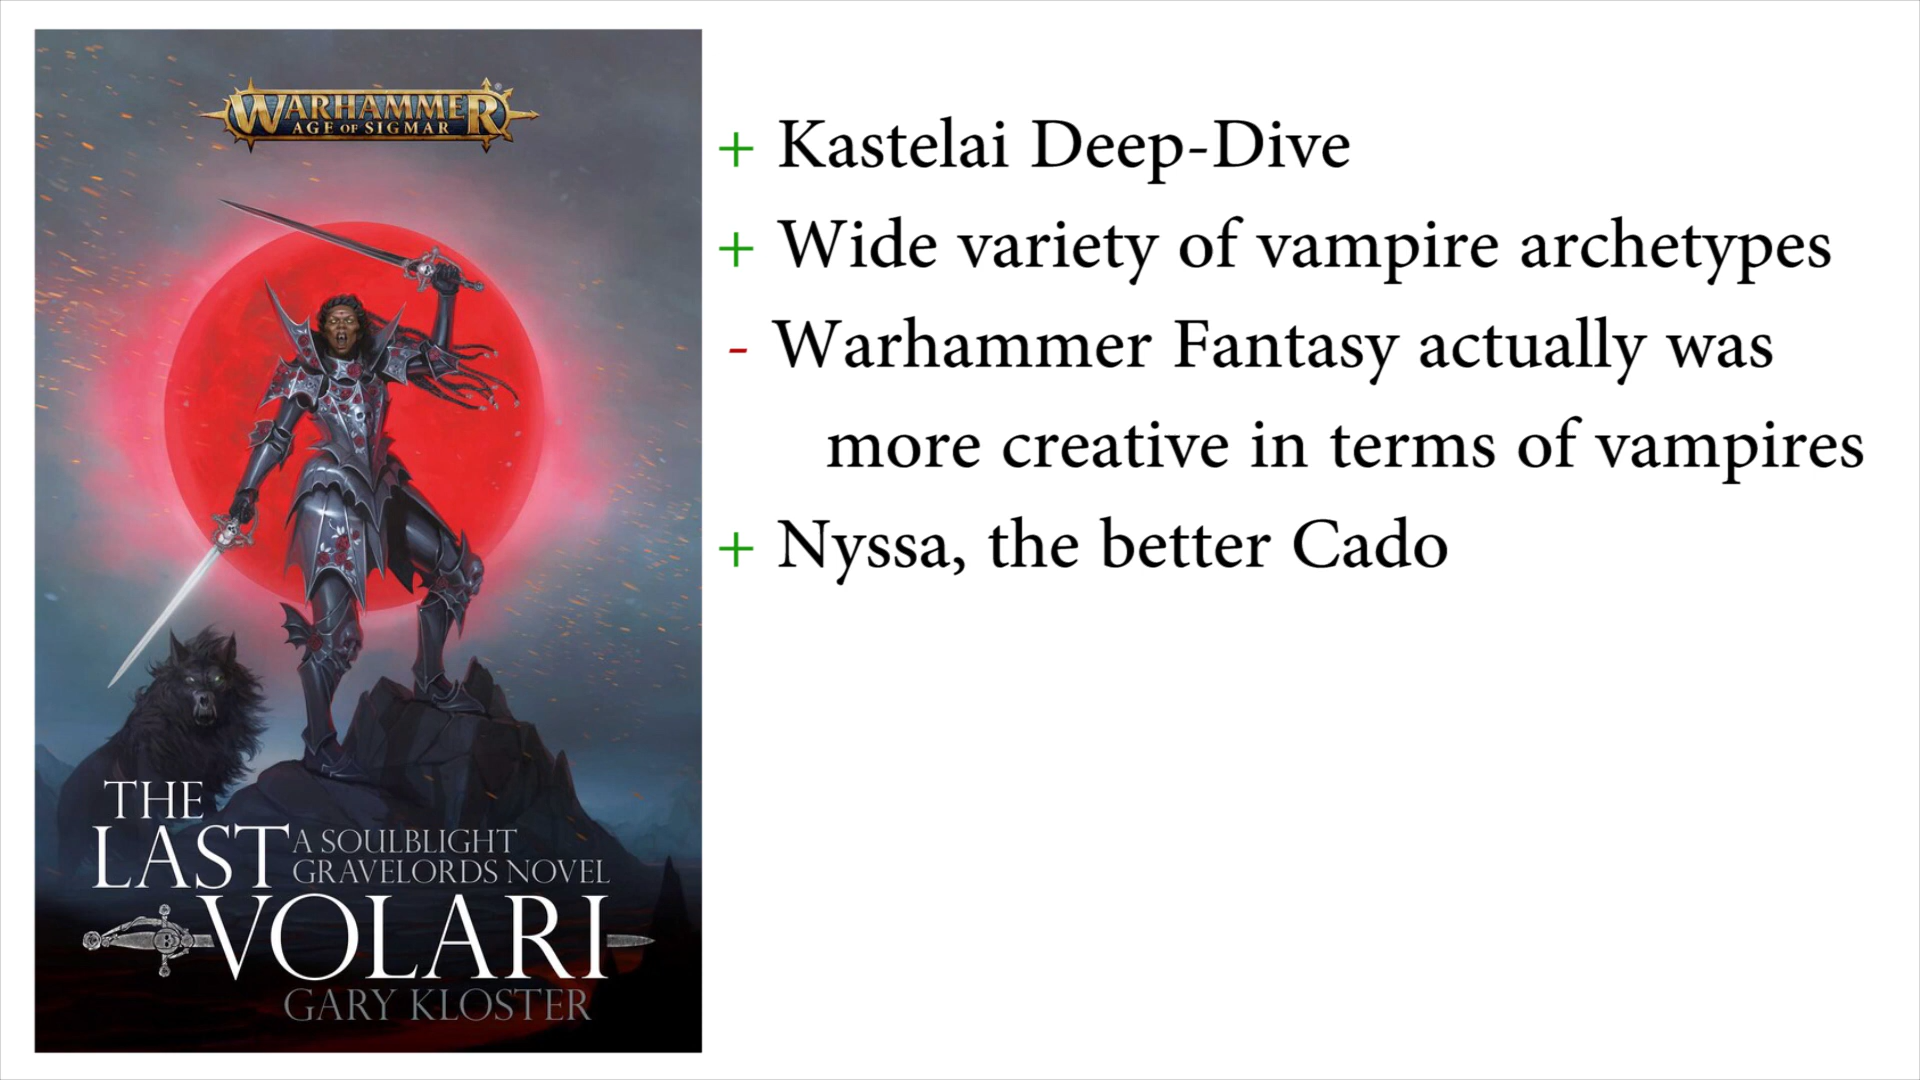 WARHAMMER
AGE OF SIGMAR
THE
LAST
A SOULBLIGHT
GRAVELORDS NOVEL
VOLARI
GARY KLOSTER
+ Kastelai Deep-Dive
+ Wide variety of vampire archetypes
- Warhammer Fantasy actually was
more creative in terms of vampires
+ Nyssa, the better Cado